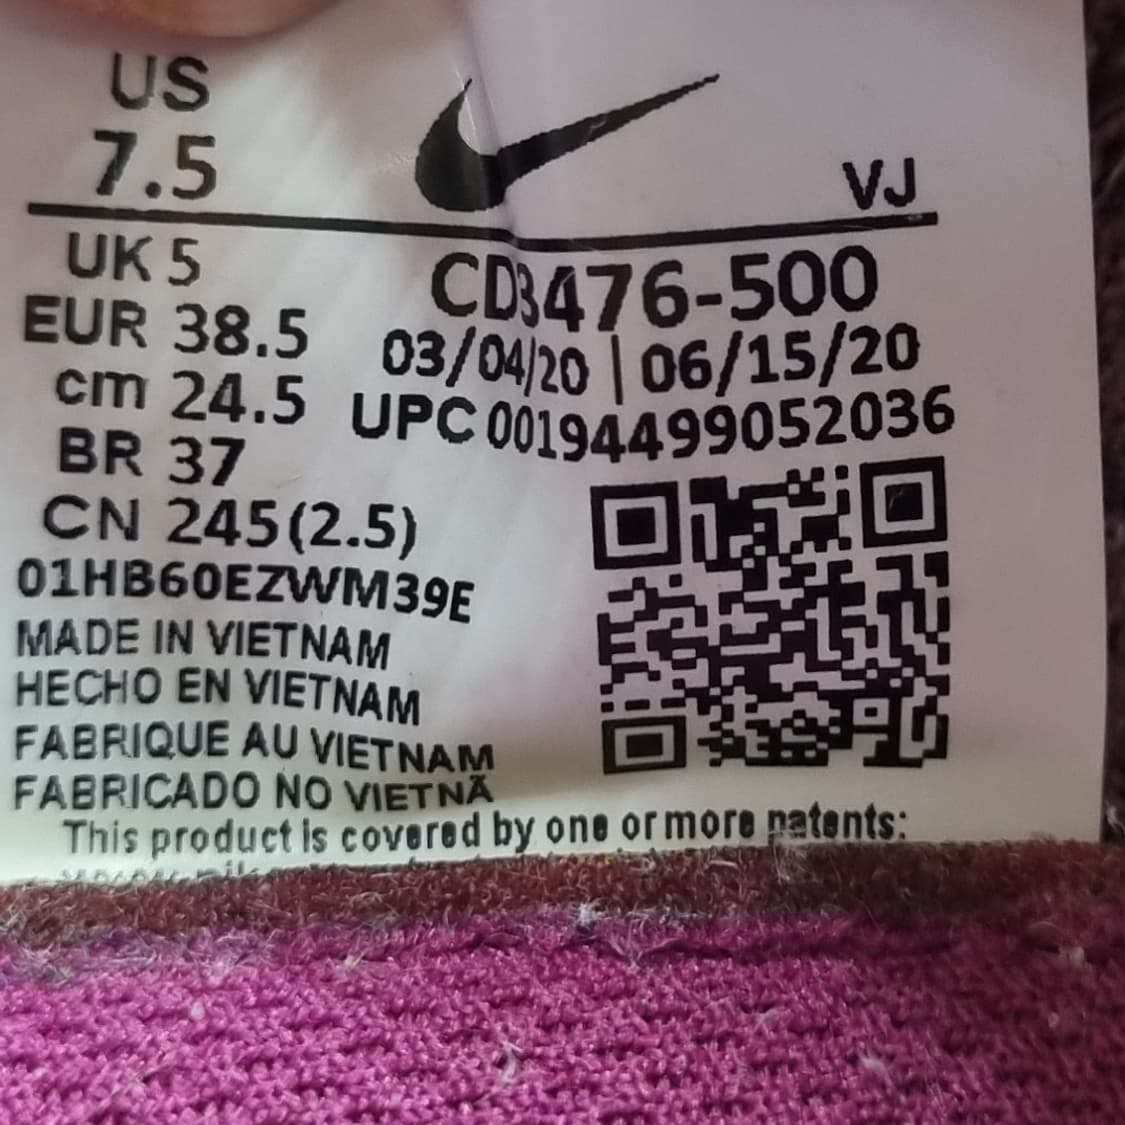 US
7.5
VJ
UK 5
EUR 38.5
cm 24.5
BR 37
CN 245(2.5)
CD3476-500
03/04/20 | 06/15/20
UPC 00194499052036
01HB60EZWM39E
MADE IN VIETNAM
HECHO EN VIETNAM
FABRIQUE AU VIETNAM
FABRICADO NO VIETNÃ
This product is covered by one or more patents: